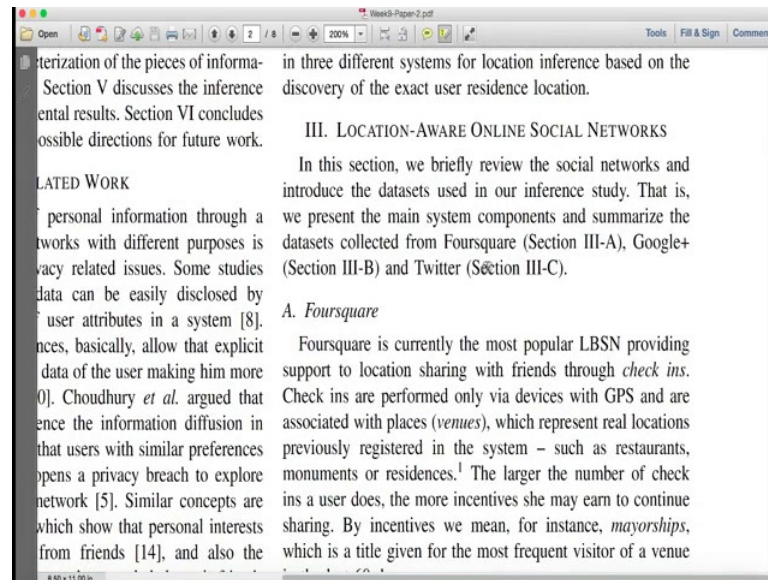 Week9-Paper-2.pdf
Open
2 / 8
200%
Tools
Fill & Sign
Commen
terization of the pieces of informa-
Section V discusses the inference
ental results. Section VI concludes
ossible directions for future work.
LATED WORK
personal information through a
tworks with different purposes is
vacy related issues. Some studies
data can be easily disclosed by
user attributes in a system [8].
nces, basically, allow that explicit
data of the user making him more
0]. Choudhury et al. argued that
ence the information diffusion in
that users with similar preferences
opens a privacy breach to explore
network [5]. Similar concepts are
which show that personal interests
from friends [14], and also the
in three different systems for location inference based on the
discovery of the exact user residence location.
III. LOCATION-AWARE ONLINE SOCIAL NETWORKS
In this section, we briefly review the social networks and
introduce the datasets used in our inference study. That is,
we present the main system components and summarize the
datasets collected from Foursquare (Section III-A), Google+
(Section III-B) and Twitter (Section III-C).
A. Foursquare
Foursquare is currently the most popular LBSN providing
support to location sharing with friends through check ins.
Check ins are performed only via devices with GPS and are
associated with places (venues), which represent real locations
previously registered in the system – such as restaurants,
monuments or residences.1 The larger the number of check
ins a user does, the more incentives she may earn to continue
sharing. By incentives we mean, for instance, mayorships,
which is a title given for the most frequent visitor of a venue
8.50 x 11.00 in